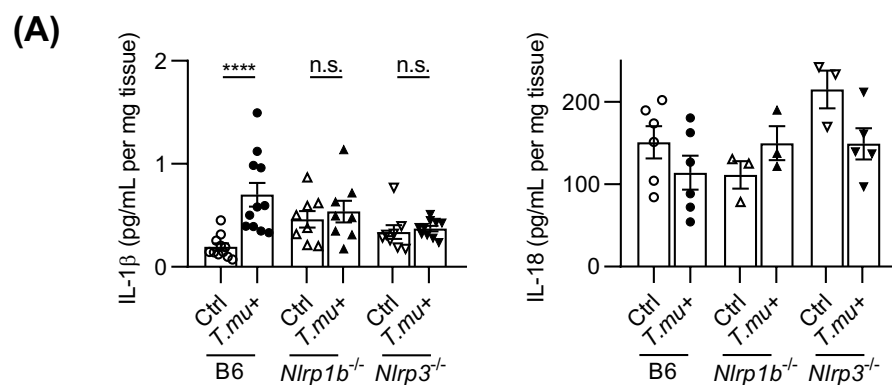 (A)
IL-1β (pg/mL per mg tissue)
2
1
0
****
n.s.
n.s.
Ctrl
T.mu+
Ctrl
T.mu+
Ctrl
T.mu+
B6
Nlrp1b-/-
Nlrp3-/-
IL-18 (pg/mL per mg tissue)
200
100
0
Ctrl
T.mu+
Ctrl
T.mu+
Ctrl
T.mu+
B6
Nlrp1b-/-
Nlrp3-/-